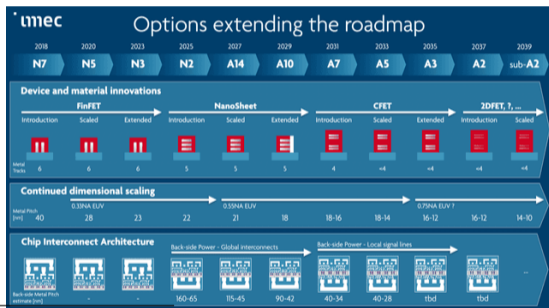 imec
Options extending the roadmap
2018 2020 2023 2025 2027 2029 2031 2033 2035 2037 2039
N7 N5 N3 N2 A14 A10 A7 A5 A3 A2 sub-A2
Device and material innovations
FinFET NanoSheet CFET 2DFET, ?, ...
Introduction Scaled Extended Introduction Scaled Extended Introduction Scaled Extended Introduction Scaled
Metal Tracks 6 6 6 5 5 5 4 <4 <4 <4 <4
Continued dimensional scaling
0.33NA EUV 0.55NA EUV 0.75NA EUV ?
Metal Pitch [nm] 40 28 23 22 21 18 18-16 18-14 16-12 16-12 14-10
Chip Interconnect Architecture
Back-side Power - Global interconnects Back-side Power - Local signal lines
...
Back-side Metal Pitch estimate [nm] - - - 160-65 115-45 90-42 40-34 40-28 tbd tbd